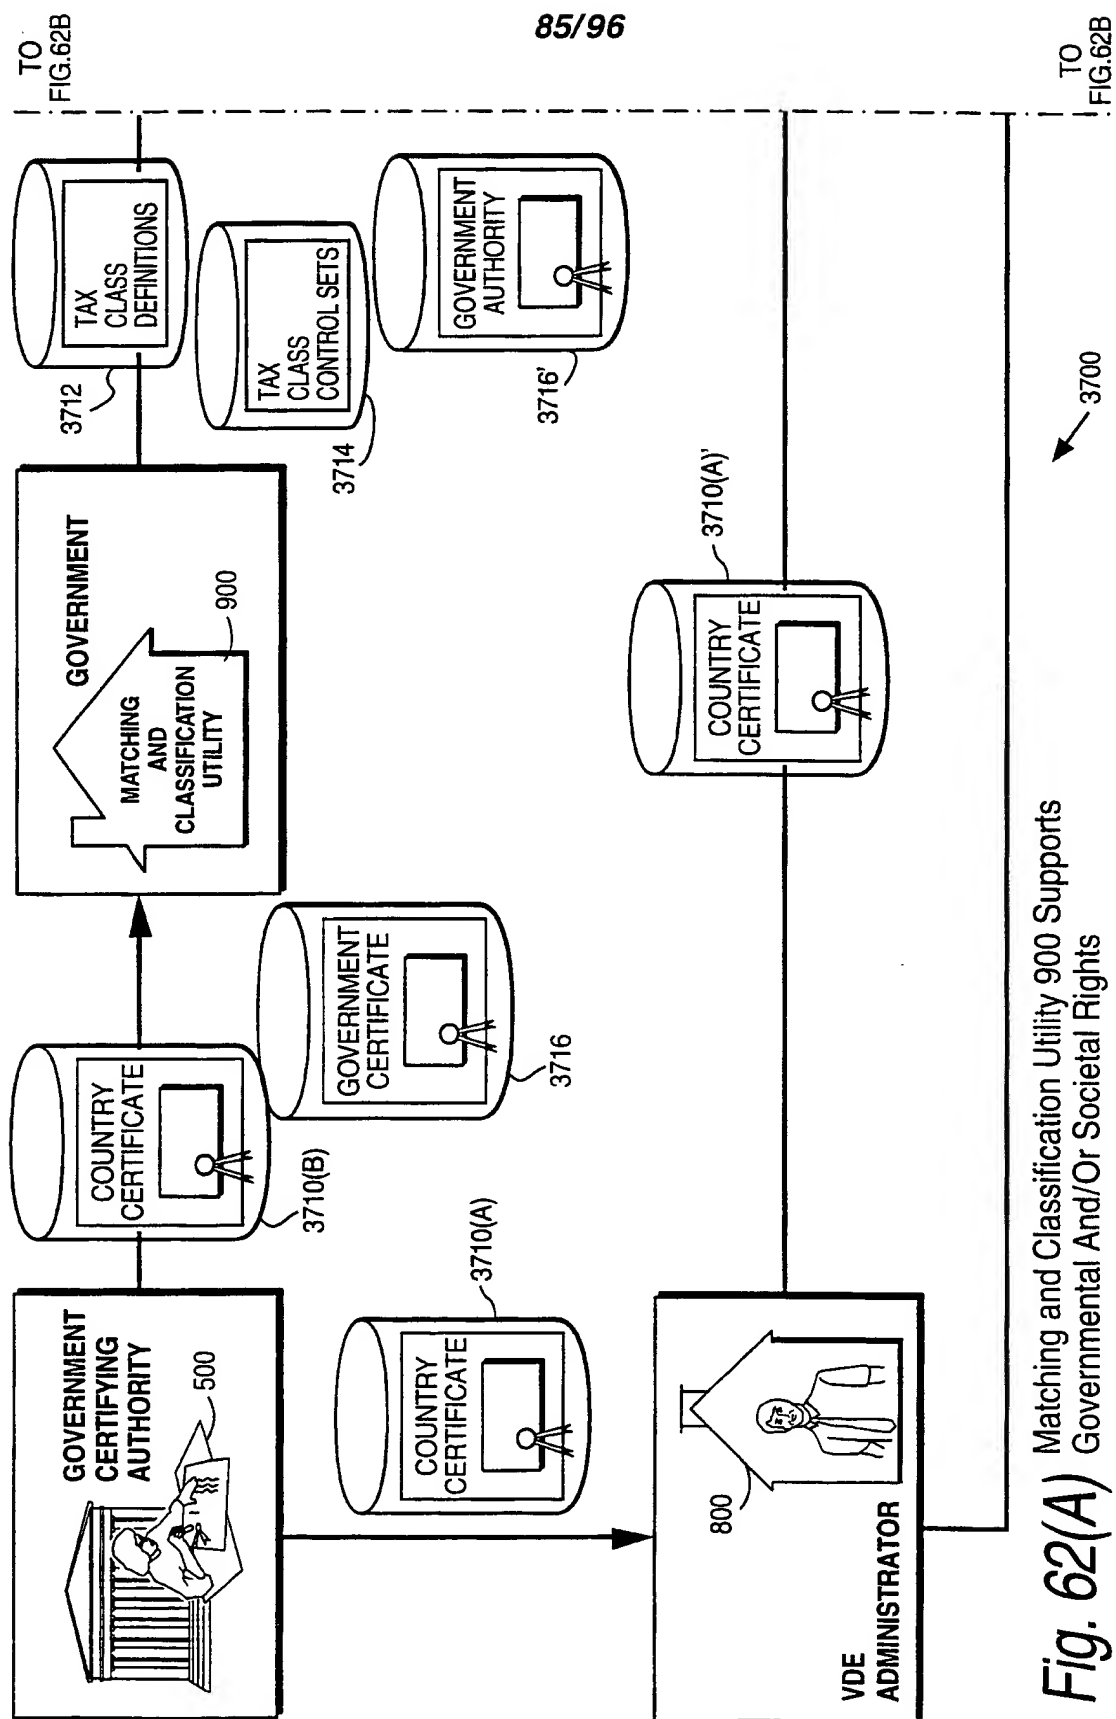 85/96
TO
FIG.62B
GOVERNMENT
CERTIFYING
AUTHORITY
500
COUNTRY
CERTIFICATE
3710(B)
GOVERNMENT
CERTIFICATE
3716
GOVERNMENT
MATCHING
AND
CLASSIFICATION
UTILITY
900
TAX
CLASS
DEFINITIONS
3712
TAX
CLASS
CONTROL SETS
3714
GOVERNMENT
AUTHORITY
3716'
COUNTRY
CERTIFICATE
3710(A)
COUNTRY
CERTIFICATE
3710(A)'
800
VDE
ADMINISTRATOR
3700
TO
FIG.62B
Fig. 62(A) Matching and Classification Utility 900 Supports
Governmental And/Or Societal Rights